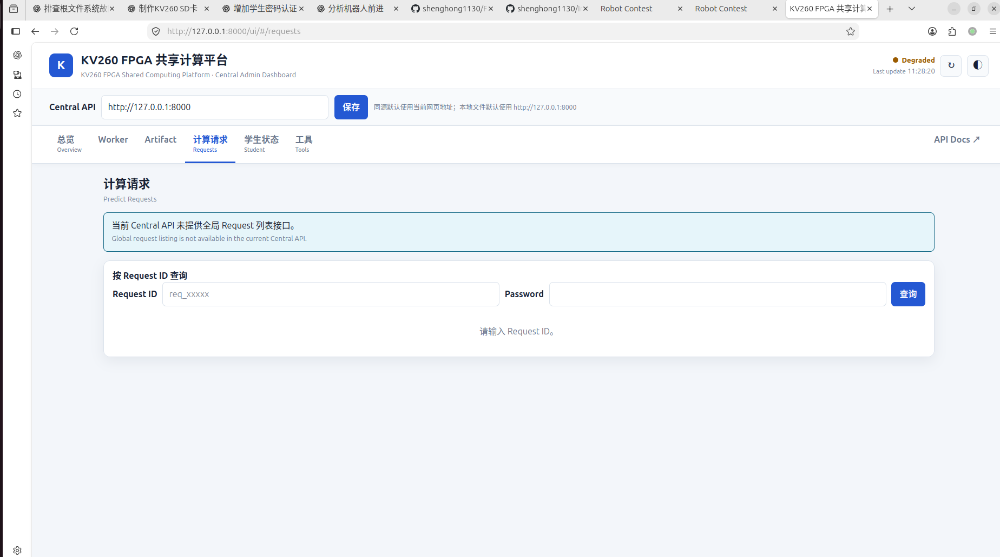 排查根文件系统故
制作KV260 SD卡
增加学生密码认证
分析机器人前进
shenghong1130/F
shenghong1130/I
Robot Contest
Robot Contest
KV260 FPGA 共享计算
http://127.0.0.1:8000/ui/#/requests
K
KV260 FPGA 共享计算平台
KV260 FPGA Shared Computing Platform · Central Admin Dashboard
Degraded
Last update 11:28:20
Central API
http://127.0.0.1:8000
保存
同源默认使用当前网页地址；本地文件默认使用 http://127.0.0.1:8000
总览
Overview
Worker
Artifact
计算请求
Requests
学生状态
Student
工具
Tools
API Docs ↗
计算请求
Predict Requests
当前 Central API 未提供全局 Request 列表接口。
Global request listing is not available in the current Central API.
按 Request ID 查询
Request ID
req_xxxxx
Password
查询
请输入 Request ID。